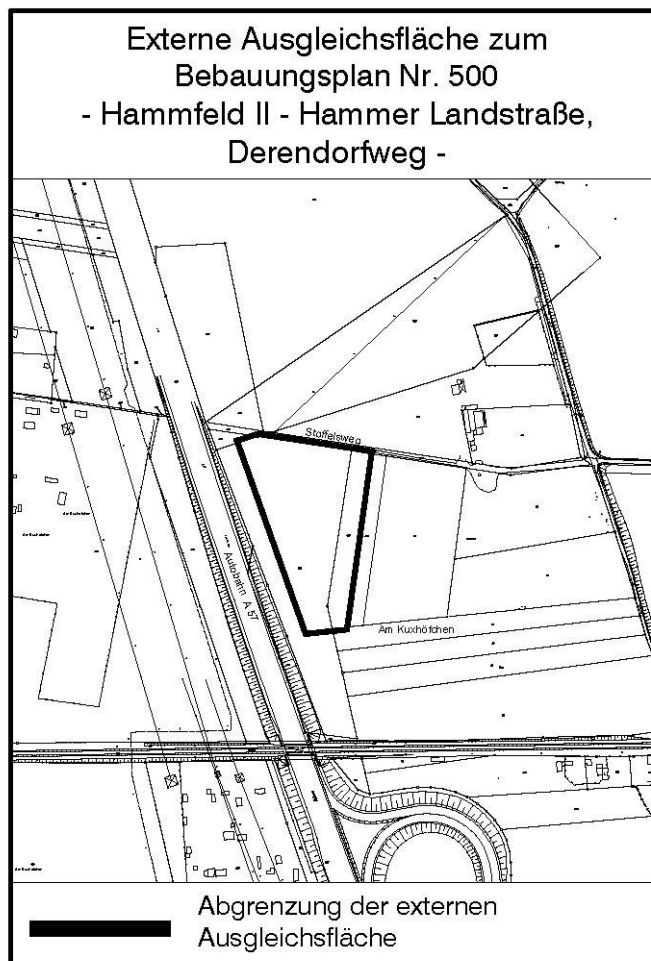 Externe Ausgleichsfläche zum
Bebauungsplan Nr. 500
- Hammfeld II - Hammer Landstraße,
Derendorfweg -
Stoffelsweg
Autobahn A 57
Am Kuxhöfchen
Abgrenzung der externen
Ausgleichsfläche